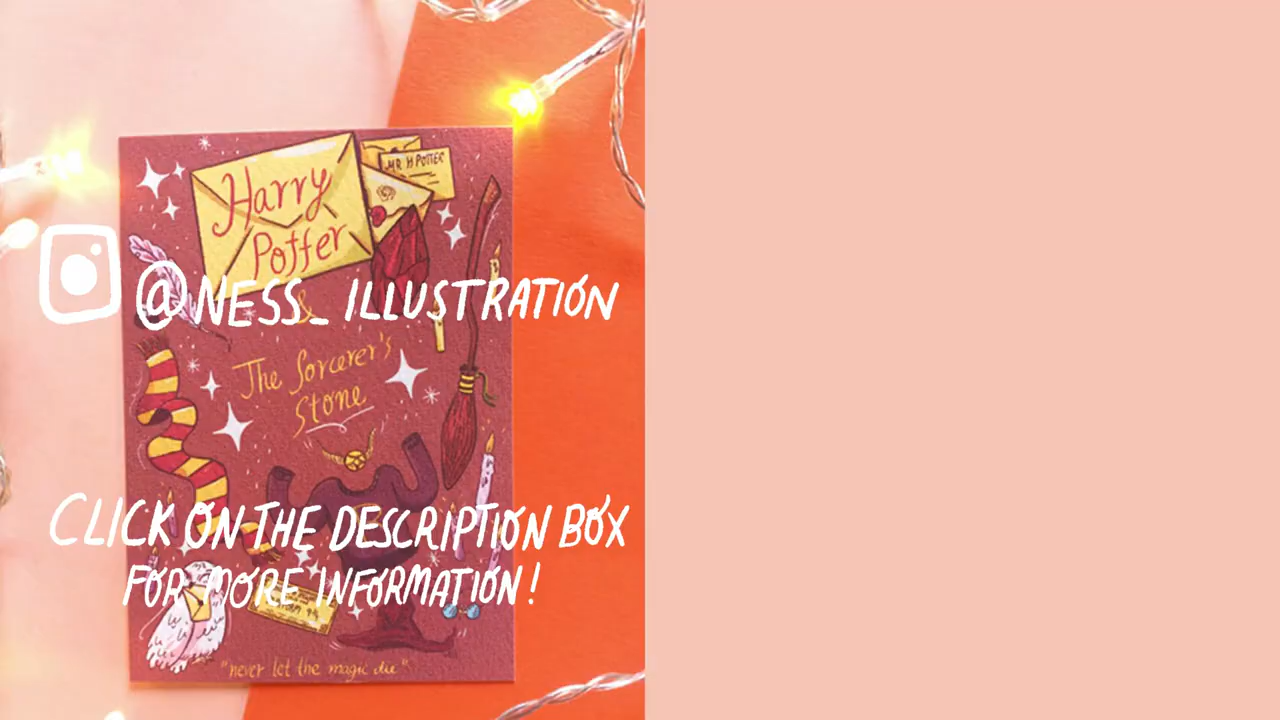 Harry
Potter
MR H POTTER
&
@NESS_ILLUSTRATION
The Sorcerer's
Stone
CLICK ON THE DESCRIPTION BOX
FOR MORE INFORMATION!
"never let the magic die"